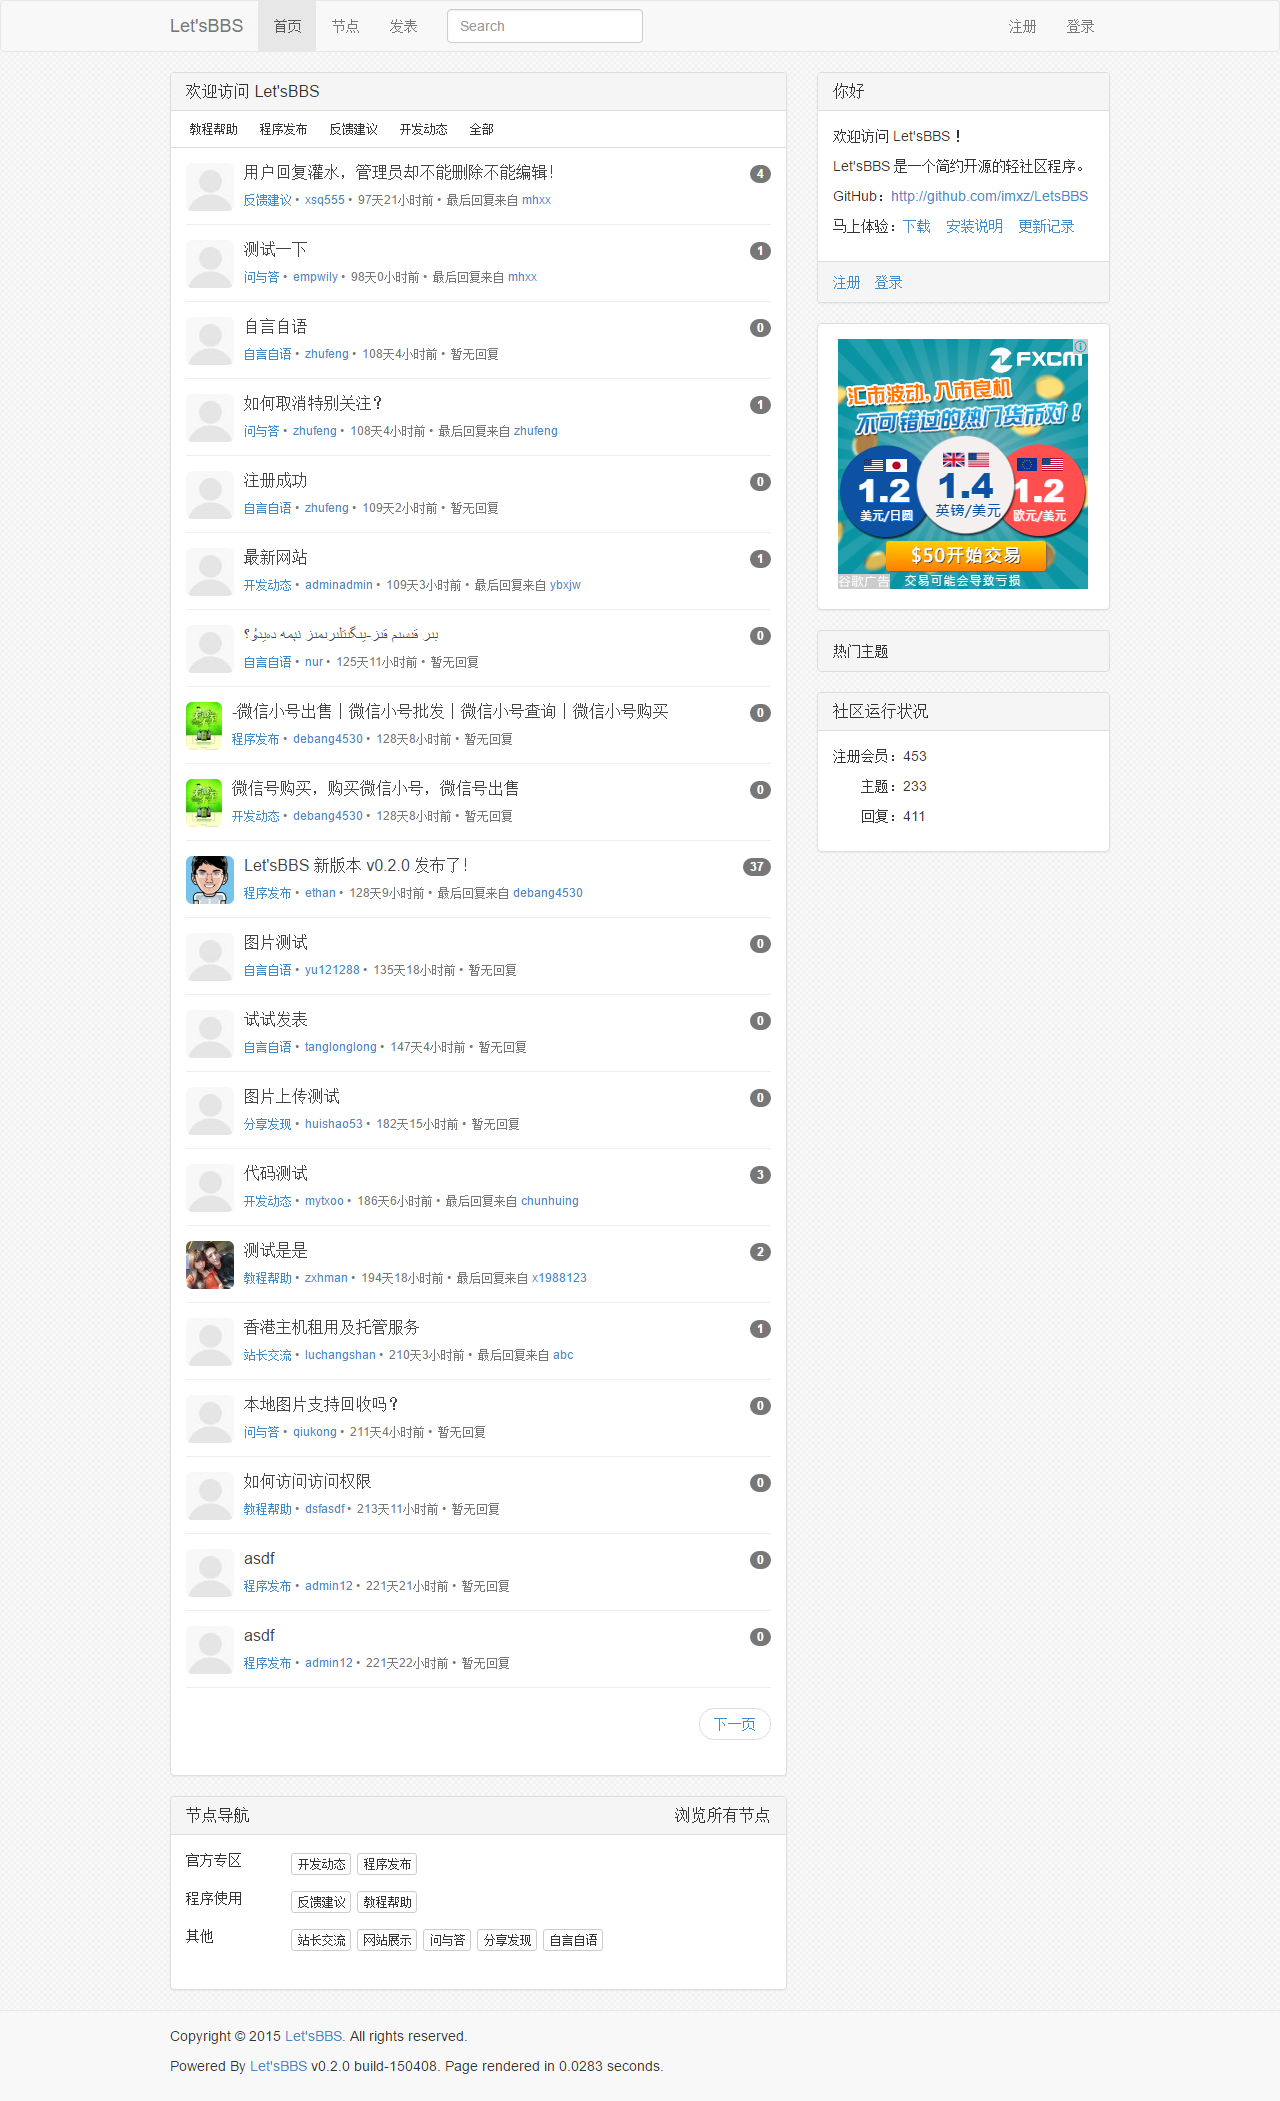 Let'sBBS 首页 节点 发表 Search 注册 登录
欢迎访问 Let'sBBS
教程帮助 程序发布 反馈建议 开发动态 全部
用户回复灌水，管理员却不能删除不能编辑！ 4
反馈建议 • xsq555 • 97天21小时前 • 最后回复来自 mhxx
测试一下 1
问与答 • empwily • 98天0小时前 • 最后回复来自 mhxx
自言自语 0
自言自语 • zhufeng • 108天4小时前 • 暂无回复
如何取消特别关注？ 1
问与答 • zhufeng • 108天4小时前 • 最后回复来自 zhufeng
注册成功 0
自言自语 • zhufeng • 109天2小时前 • 暂无回复
最新网站 1
开发动态 • adminadmin • 109天3小时前 • 最后回复来自 ybxjw
بىر قىسىم قىز-يىگىتلىرىمىز نېمە دەيدۇ؟ 0
自言自语 • nur • 125天11小时前 • 暂无回复
-微信小号出售丨微信小号批发丨微信小号查询丨微信小号购买 0
程序发布 • debang4530 • 128天8小时前 • 暂无回复
微信号购买，购买微信小号，微信号出售 0
开发动态 • debang4530 • 128天8小时前 • 暂无回复
Let'sBBS 新版本 v0.2.0 发布了！ 37
程序发布 • ethan • 128天9小时前 • 最后回复来自 debang4530
图片测试 0
自言自语 • yu121288 • 135天18小时前 • 暂无回复
试试发表 0
自言自语 • tanglonglong • 147天4小时前 • 暂无回复
图片上传测试 0
分享发现 • huishao53 • 182天15小时前 • 暂无回复
代码测试 3
开发动态 • mytxoo • 186天6小时前 • 最后回复来自 chunhuing
测试是是 2
教程帮助 • zxhman • 194天18小时前 • 最后回复来自 x1988123
香港主机租用及托管服务 1
站长交流 • luchangshan • 210天3小时前 • 最后回复来自 abc
本地图片支持回收吗？ 0
问与答 • qiukong • 211天4小时前 • 暂无回复
如何访问访问权限 0
教程帮助 • dsfasdf • 213天11小时前 • 暂无回复
asdf 0
程序发布 • admin12 • 221天21小时前 • 暂无回复
asdf 0
程序发布 • admin12 • 221天22小时前 • 暂无回复
下一页
节点导航 浏览所有节点
官方专区 开发动态 程序发布
程序使用 反馈建议 教程帮助
其他 站长交流 网站展示 问与答 分享发现 自言自语
你好
欢迎访问 Let'sBBS！
Let'sBBS 是一个简约开源的轻社区程序。
GitHub：http://github.com/imxz/LetsBBS
马上体验：下载 安装说明 更新记录
注册 登录
FXCM
汇市波动，入市良机
不可错过的热门货币对！
1.2 1.4 1.2
美元/日圆 英镑/美元 欧元/美元
$50开始交易
谷歌广告 交易可能会导致亏损
热门主题
社区运行状况
注册会员：453
主题：233
回复：411
Copyright © 2015 Let'sBBS. All rights reserved.
Powered By Let'sBBS v0.2.0 build-150408. Page rendered in 0.0283 seconds.